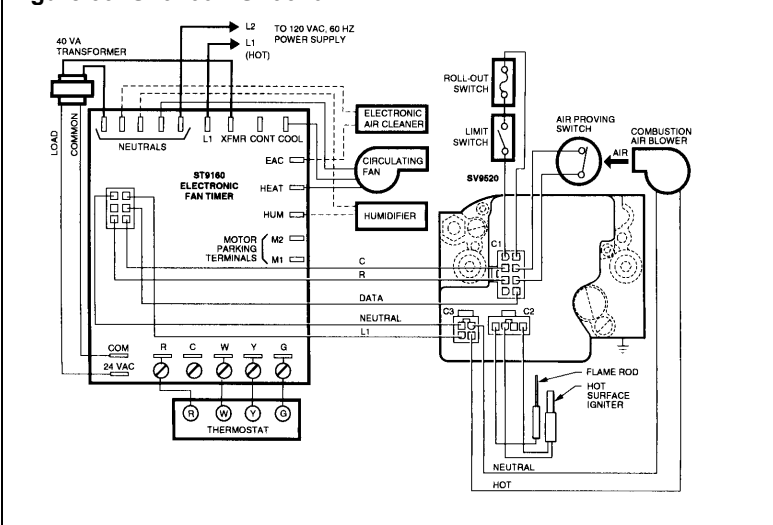 L2
TO 120 VAC, 60 HZ
POWER SUPPLY
L1
(HOT)
40 VA
TRANSFORMER
LOAD
COMMON
NEUTRALS
L1
XFMR
CONT
COOL
ST9160
ELECTRONIC
FAN TIMER
EAC
HEAT
HUM
MOTOR
PARKING
TERMINALS
M2
M1
ELECTRONIC
AIR CLEANER
CIRCULATING
FAN
HUMIDIFIER
ROLL-OUT
SWITCH
LIMIT
SWITCH
SV9520
AIR PROVING
SWITCH
AIR
COMBUSTION
AIR BLOWER
C1
C
R
DATA
NEUTRAL
L1
C3
C2
COM
24 VAC
R
C
W
Y
G
R
W
Y
G
THERMOSTAT
FLAME ROD
HOT
SURFACE
IGNITER
NEUTRAL
HOT